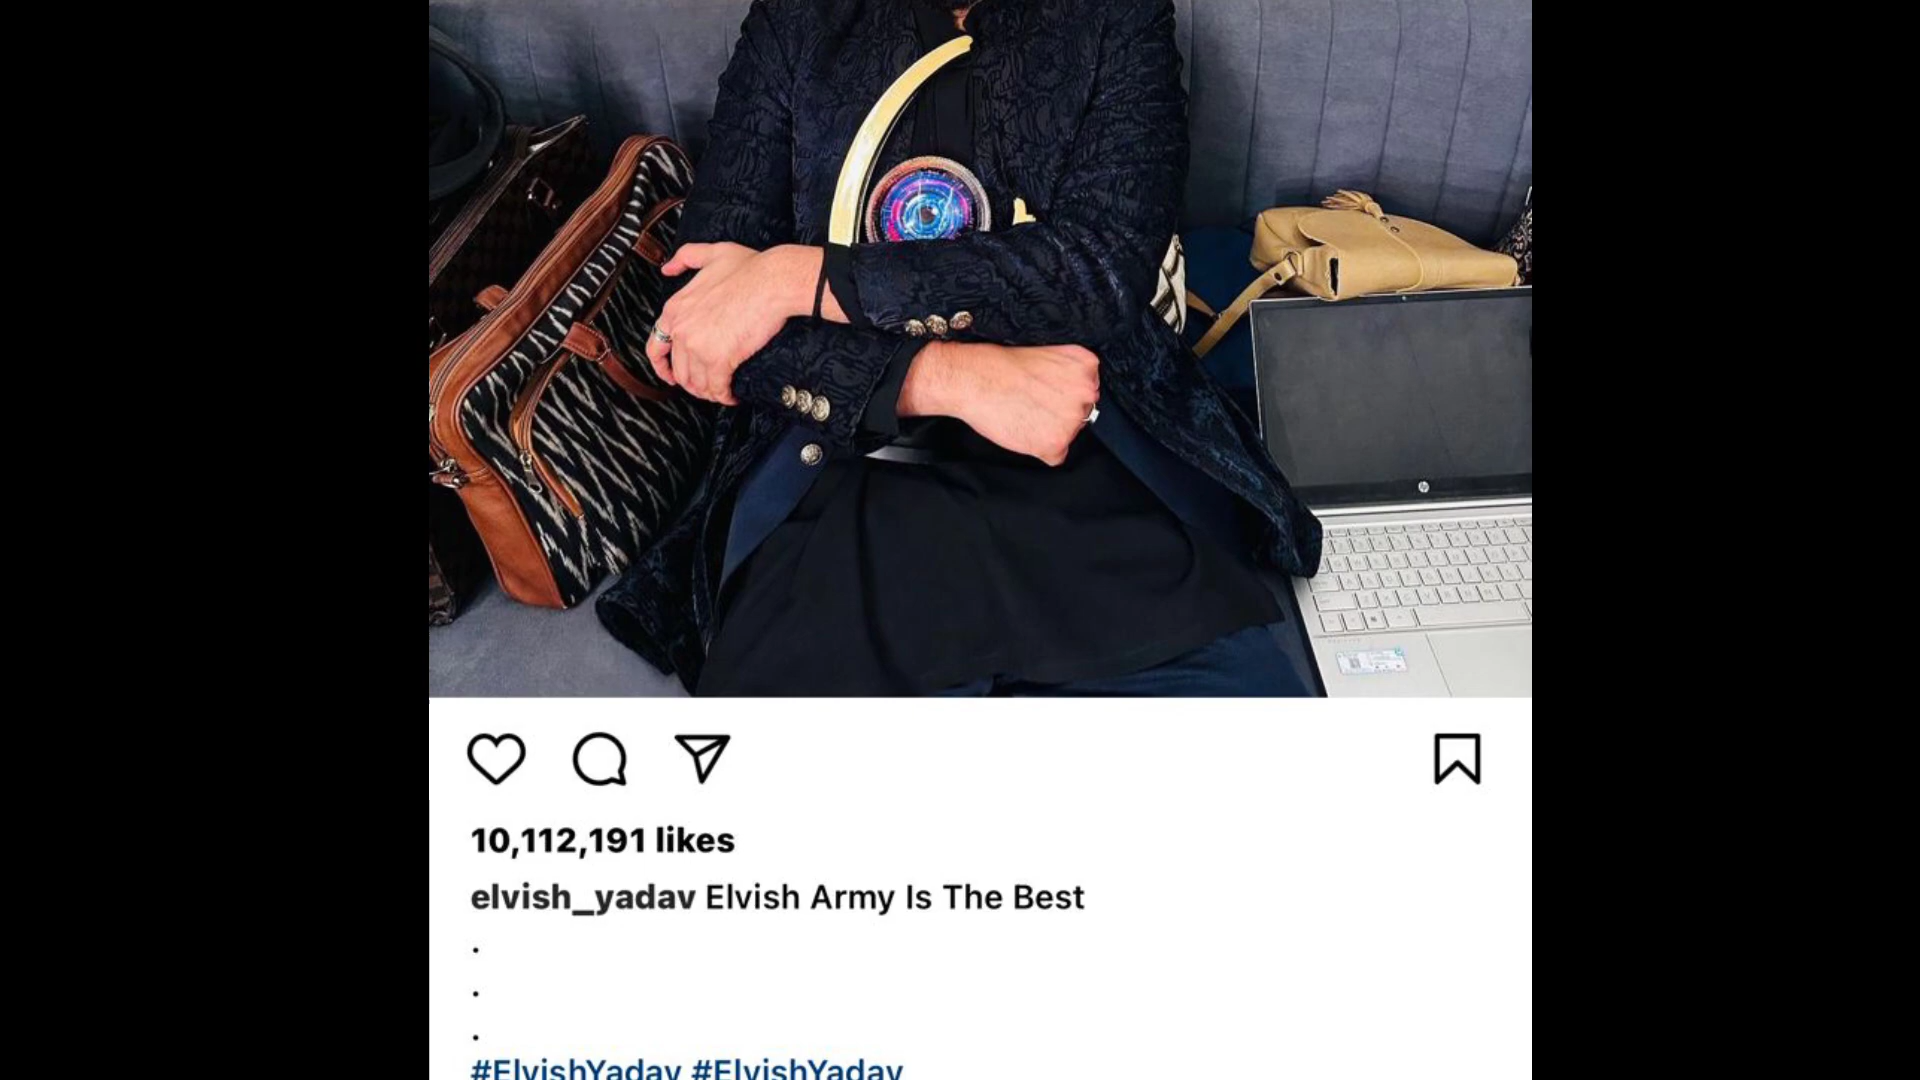 10,112,191 likes
elvish_yadav Elvish Army Is The Best
.
.
.
#ElvishYadav #ElvishYadav